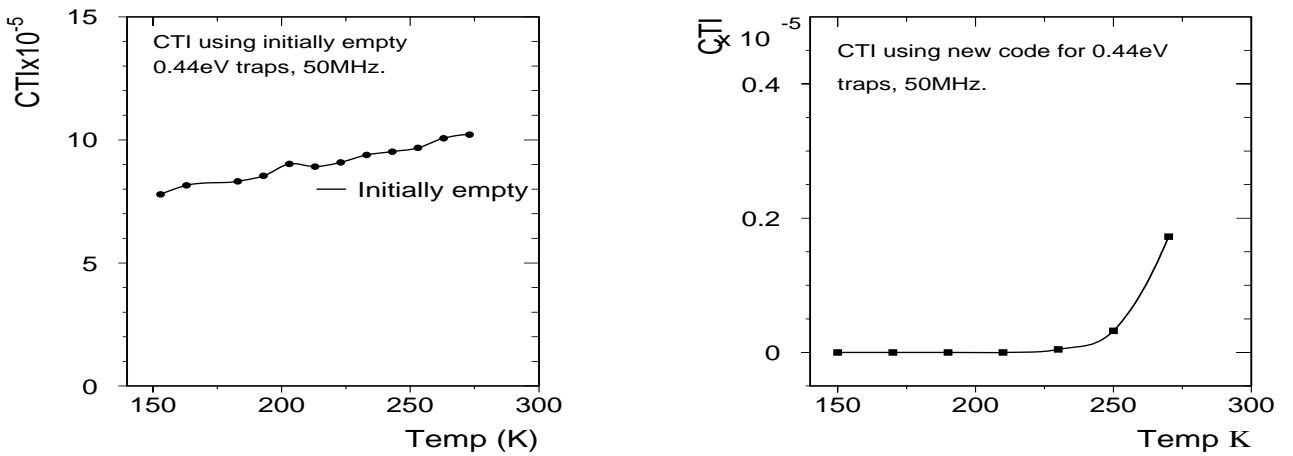 CTIx10-5
15
10
5
0
CTI using initially empty
0.44eV traps, 50MHz.
Initially empty
150 200 250 300
Temp (K)
CTI
x 10 -5
0.4
0.2
0
CTI using new code for 0.44eV
traps, 50MHz.
150 200 250 300
Temp K